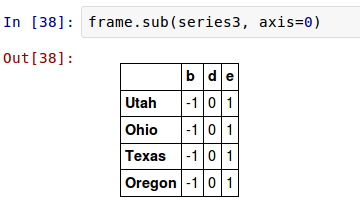 In [38]: frame.sub(series3, axis=0)
Out[38]:
b d e
Utah -1 0 1
Ohio -1 0 1
Texas -1 0 1
Oregon -1 0 1